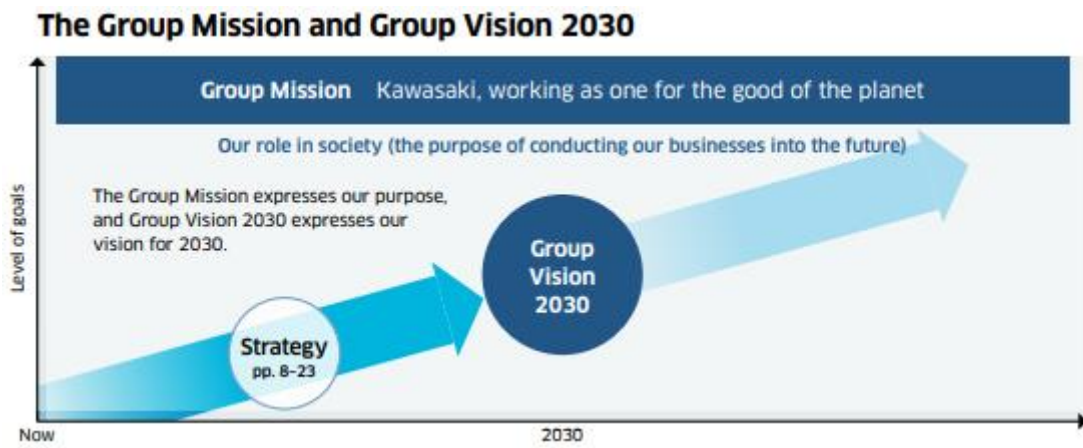 The Group Mission and Group Vision 2030
Group Mission Kawasaki, working as one for the good of the planet
Our role in society (the purpose of conducting our businesses into the future)
The Group Mission expresses our purpose,
and Group Vision 2030 expresses our
vision for 2030.
Level of goals
Group
Vision
2030
Strategy
pp. 8–23
Now
2030